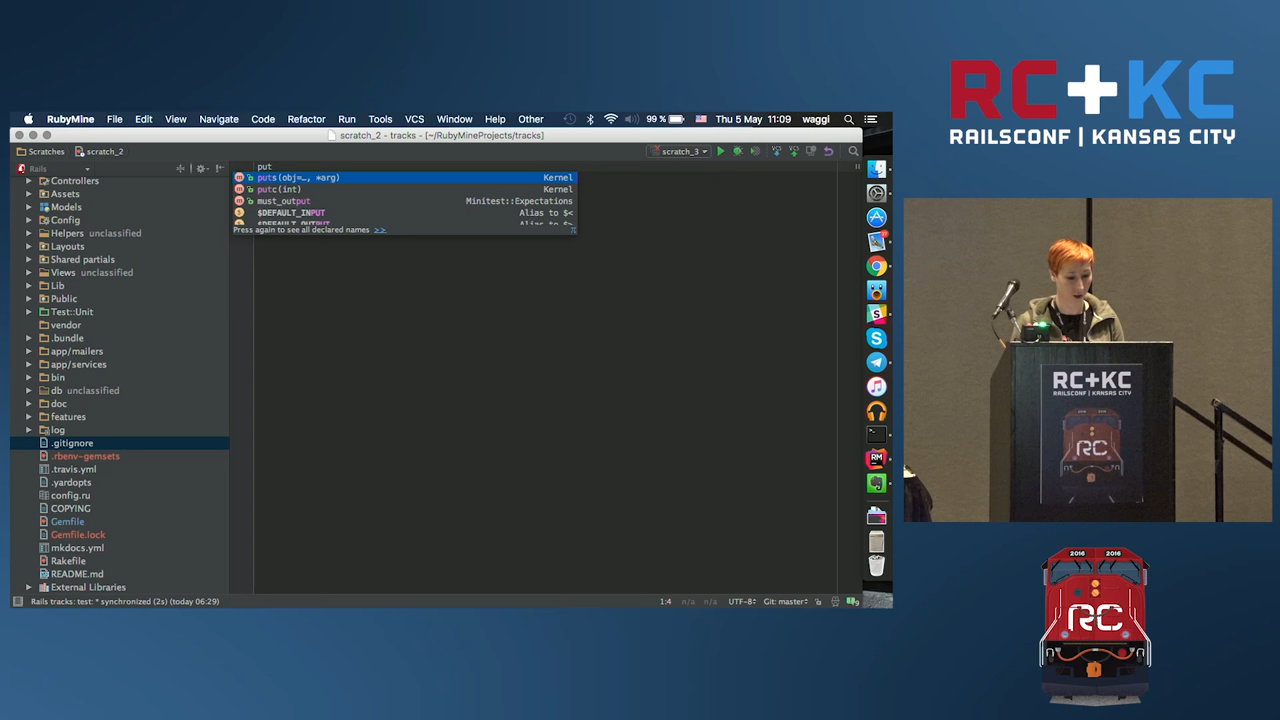 RC+KC
RAILSCONF | KANSAS CITY
RubyMine File Edit View Navigate Code Refactor Run Tools VCS Window Help Other 99 % Thu 5 May 11:09 waggi
scratch_2 - tracks - [~/RubyMineProjects/tracks]
Scratches scratch_2 scratch_3
Rails
put
Controllers
puts(obj=…, *arg) Kernel
putc(int) Kernel
must_output Minitest::Expectations
$DEFAULT_INPUT Alias to $<
$DEFAULT_OUTPUT Alias to $>
Press again to see all declared names >>
Assets
Models
Config
Helpers unclassified
Layouts
Shared partials
Views unclassified
Lib
Public
Test::Unit
vendor
.bundle
app/mailers
app/services
bin
db unclassified
doc
features
log
.gitignore
.rbenv-gemsets
.travis.yml
.yardopts
config.ru
COPYING
Gemfile
Gemfile.lock
mkdocs.yml
Rakefile
README.md
External Libraries
Rails tracks: test: * synchronized (2s) (today 06:29) 1:4 n/a n/a UTF-8 Git: master
RC+KC
RAILSCONF | KANSAS CITY
RC
2016 2016
RC